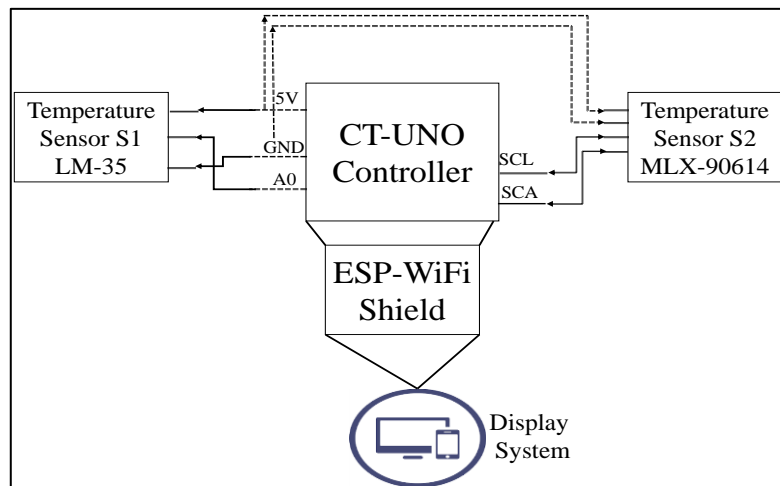 Temperature
Sensor S1
LM-35
5V
GND
A0
CT-UNO
Controller
SCL
SCA
Temperature
Sensor S2
MLX-90614
ESP-WiFi
Shield
Display
System